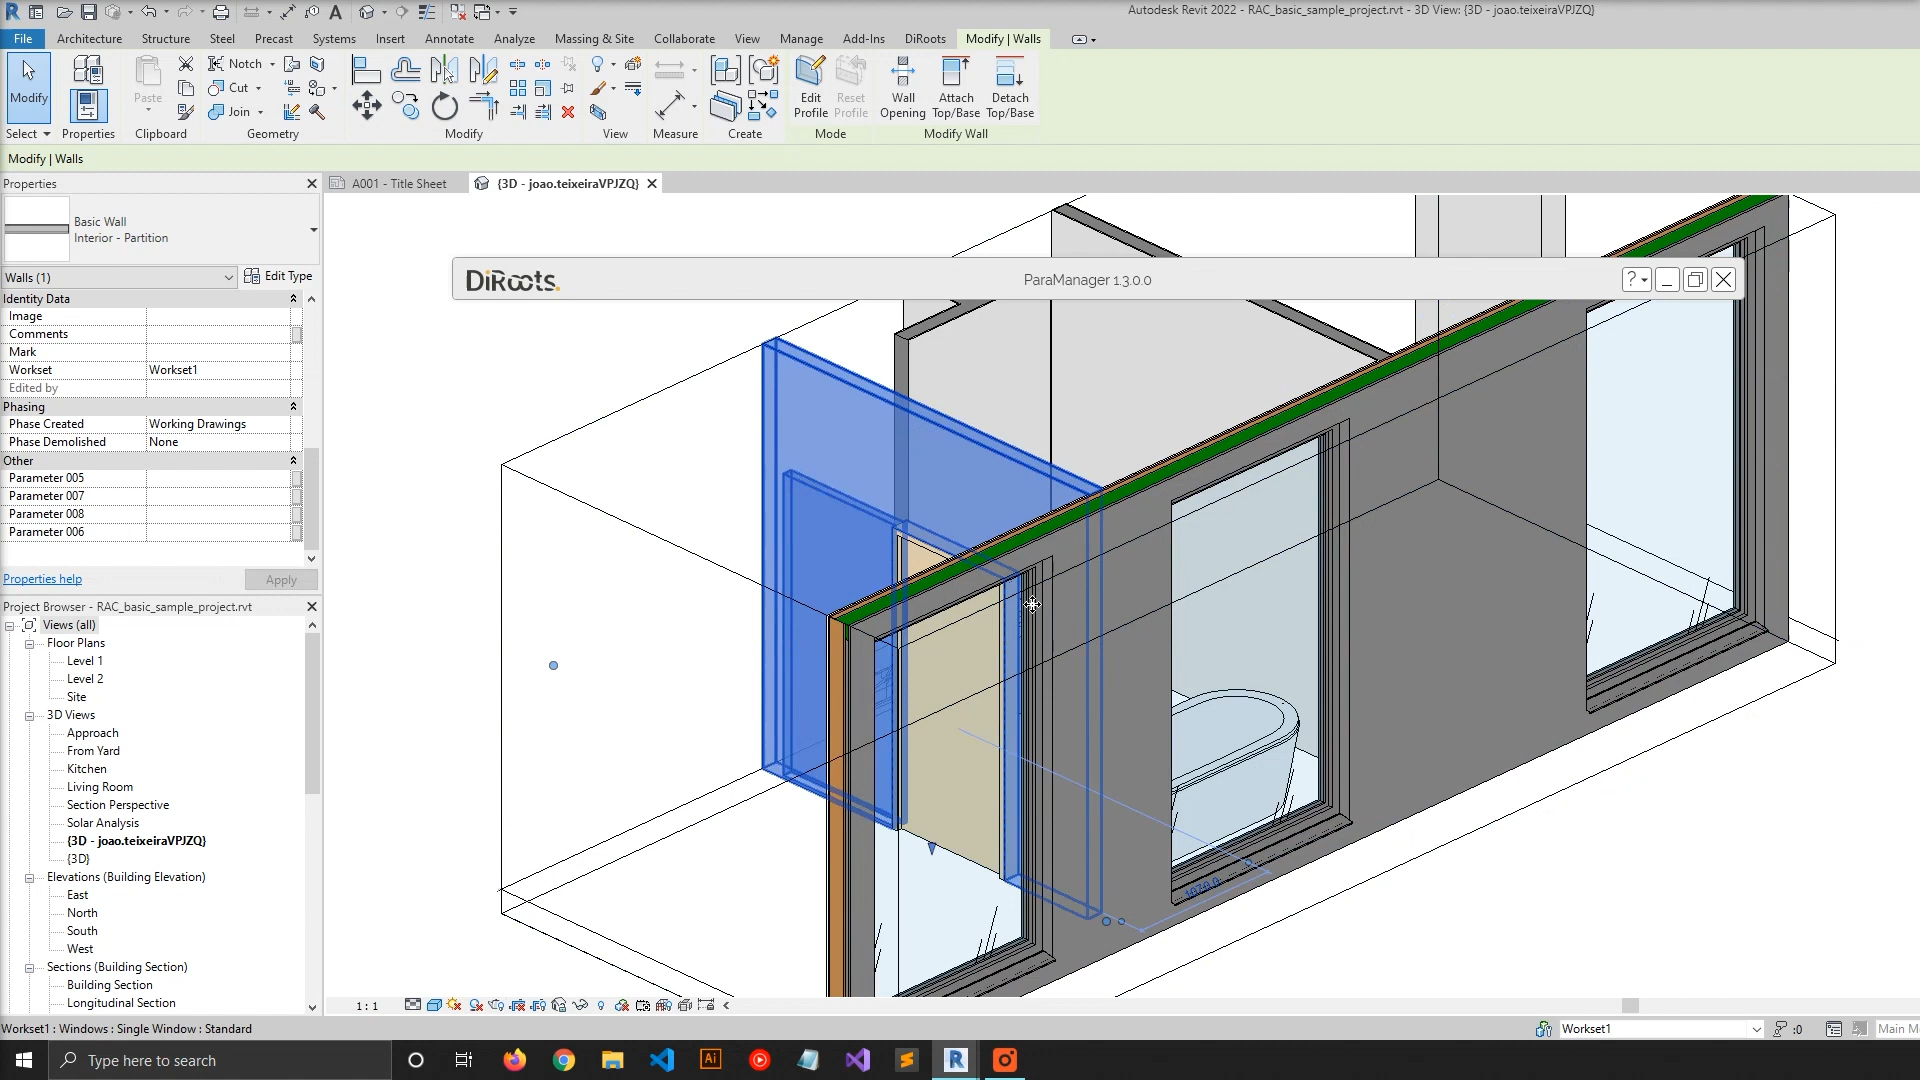 Autodesk Revit 2022 - RAC_basic_sample_project.rvt - 3D View: {3D - joao.teixeiraVPJZQ}
File Architecture Structure Steel Precast Systems Insert Annotate Analyze Massing & Site Collaborate View Manage Add-Ins DiRoots Modify | Walls
Modify
Paste
Notch
Cut
Join
Edit Profile
Reset Profile
Wall Opening
Attach Top/Base
Detach Top/Base
Select Properties Clipboard Geometry Modify View Measure Create Mode Modify Wall
Modify | Walls
Properties
A001 - Title Sheet
{3D - joao.teixeiraVPJZQ}
Basic Wall
Interior - Partition
Walls (1)
Edit Type
Identity Data
Image
Comments
Mark
Workset Workset1
Edited by
Phasing
Phase Created Working Drawings
Phase Demolished None
Other
Parameter 005
Parameter 007
Parameter 008
Parameter 006
Properties help
Apply
DiRoots.
ParaManager 1.3.0.0
?
Project Browser - RAC_basic_sample_project.rvt
Views (all)
Floor Plans
Level 1
Level 2
Site
3D Views
Approach
From Yard
Kitchen
Living Room
Section Perspective
Solar Analysis
{3D - joao.teixeiraVPJZQ}
{3D}
Elevations (Building Elevation)
East
North
South
West
Sections (Building Section)
Building Section
Longitudinal Section
1 : 1
Workset1 : Windows : Single Window : Standard
Workset1
:0
Main M
Type here to search
Ai
R